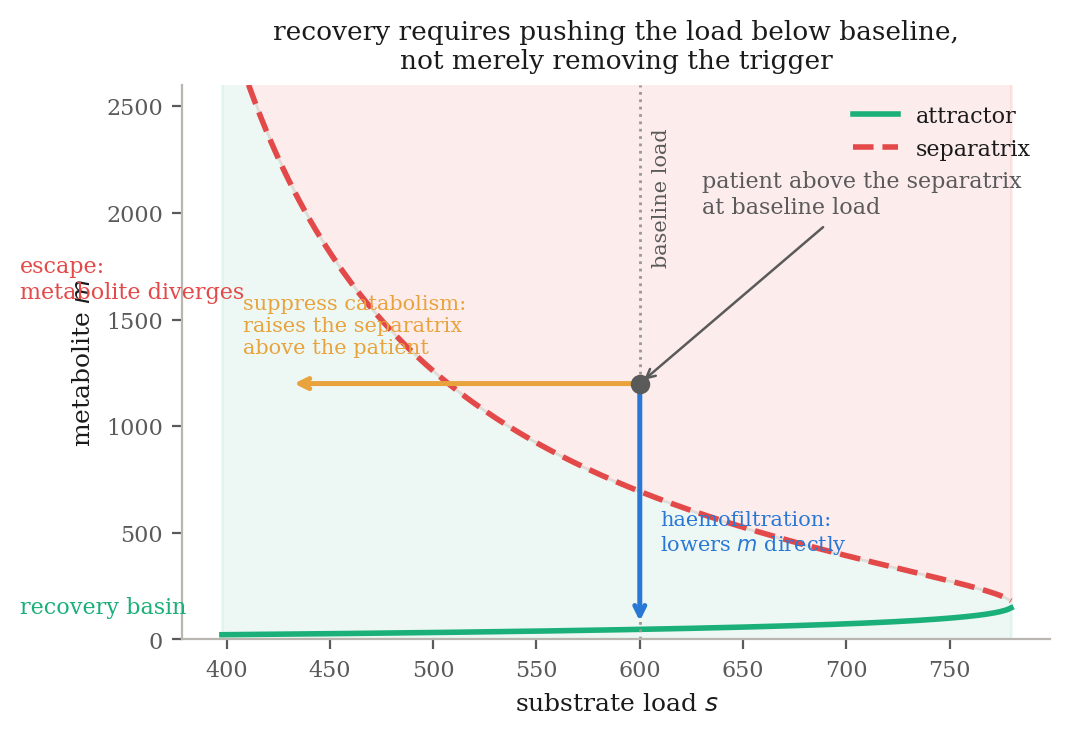 recovery requires pushing the load below baseline,
not merely removing the trigger
attractor
separatrix
patient above the separatrix
at baseline load
baseline load
escape:
metabolite diverges
suppress catabolism:
raises the separatrix
above the patient
haemofiltration:
lowers m directly
recovery basin
metabolite m
2500
2000
1500
1000
500
0
400 450 500 550 600 650 700 750
substrate load s